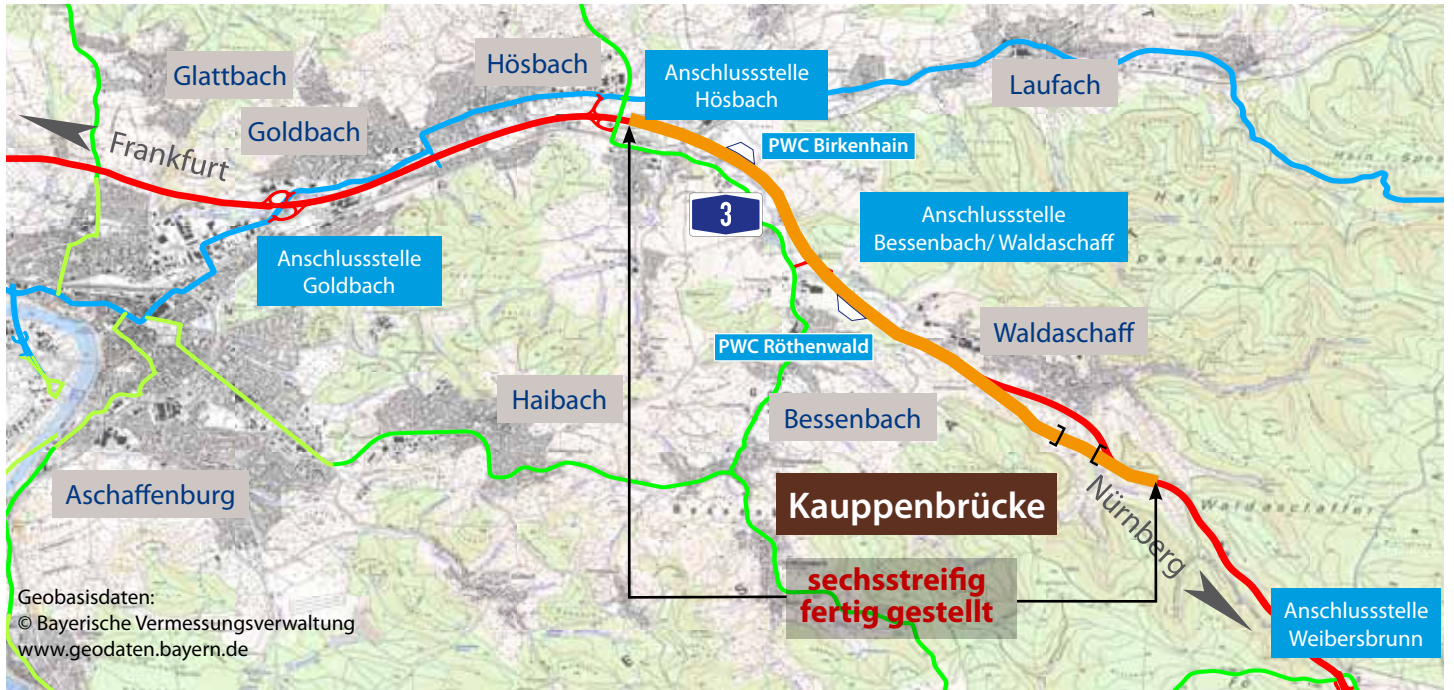 Glattbach
Hösbach
Anschlussstelle
Hösbach
Laufach
Goldbach
Frankfurt
PWC Birkenhain
3
Anschlussstelle
Bessenbach/ Waldaschaff
Anschlussstelle
Goldbach
Waldaschaff
PWC Röthenwald
Haibach
Bessenbach
Aschaffenburg
Kauppenbrücke
Nürnberg
sechsstreifig
fertig gestellt
Geobasisdaten:
© Bayerische Vermessungsverwaltung
www.geodaten.bayern.de
Anschlussstelle
Weibersbrunn